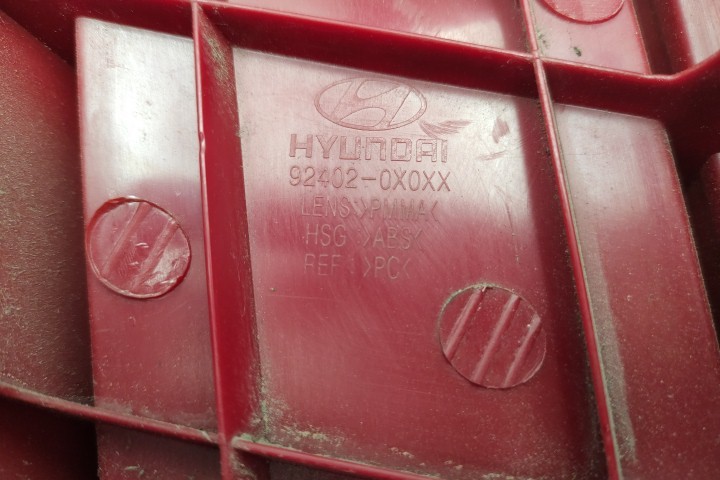 HYUNDAI
92402-0X0XX
LENS >PMMA<
HSG >ABS<
REF >PC<